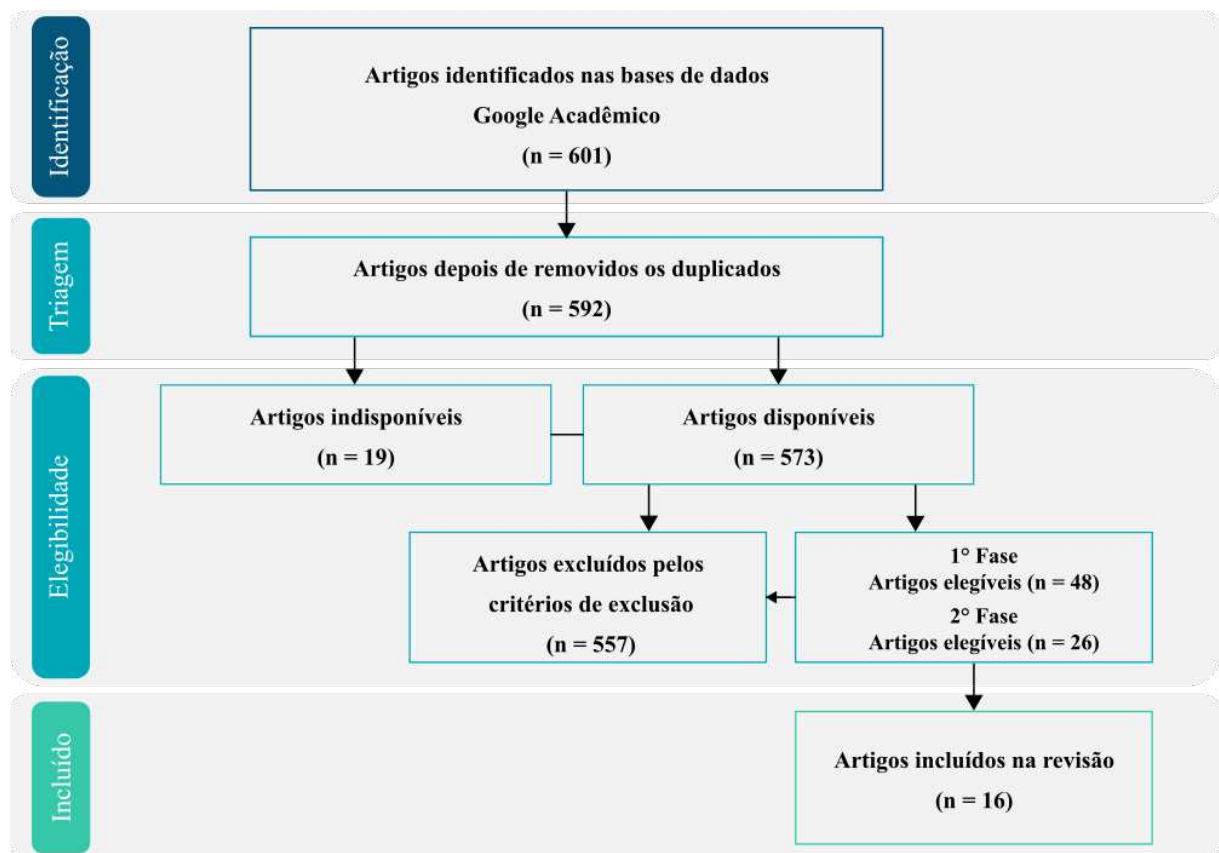 Identificação
Artigos identificados nas bases de dados
Google Acadêmico
(n = 601)
Triagem
Artigos depois de removidos os duplicados
(n = 592)
Elegibilidade
Artigos indisponíveis
(n = 19)
Artigos disponíveis
(n = 573)
Artigos excluídos pelos
critérios de exclusão
(n = 557)
1° Fase
Artigos elegíveis (n = 48)
2° Fase
Artigos elegíveis (n = 26)
Incluído
Artigos incluídos na revisão
(n = 16)